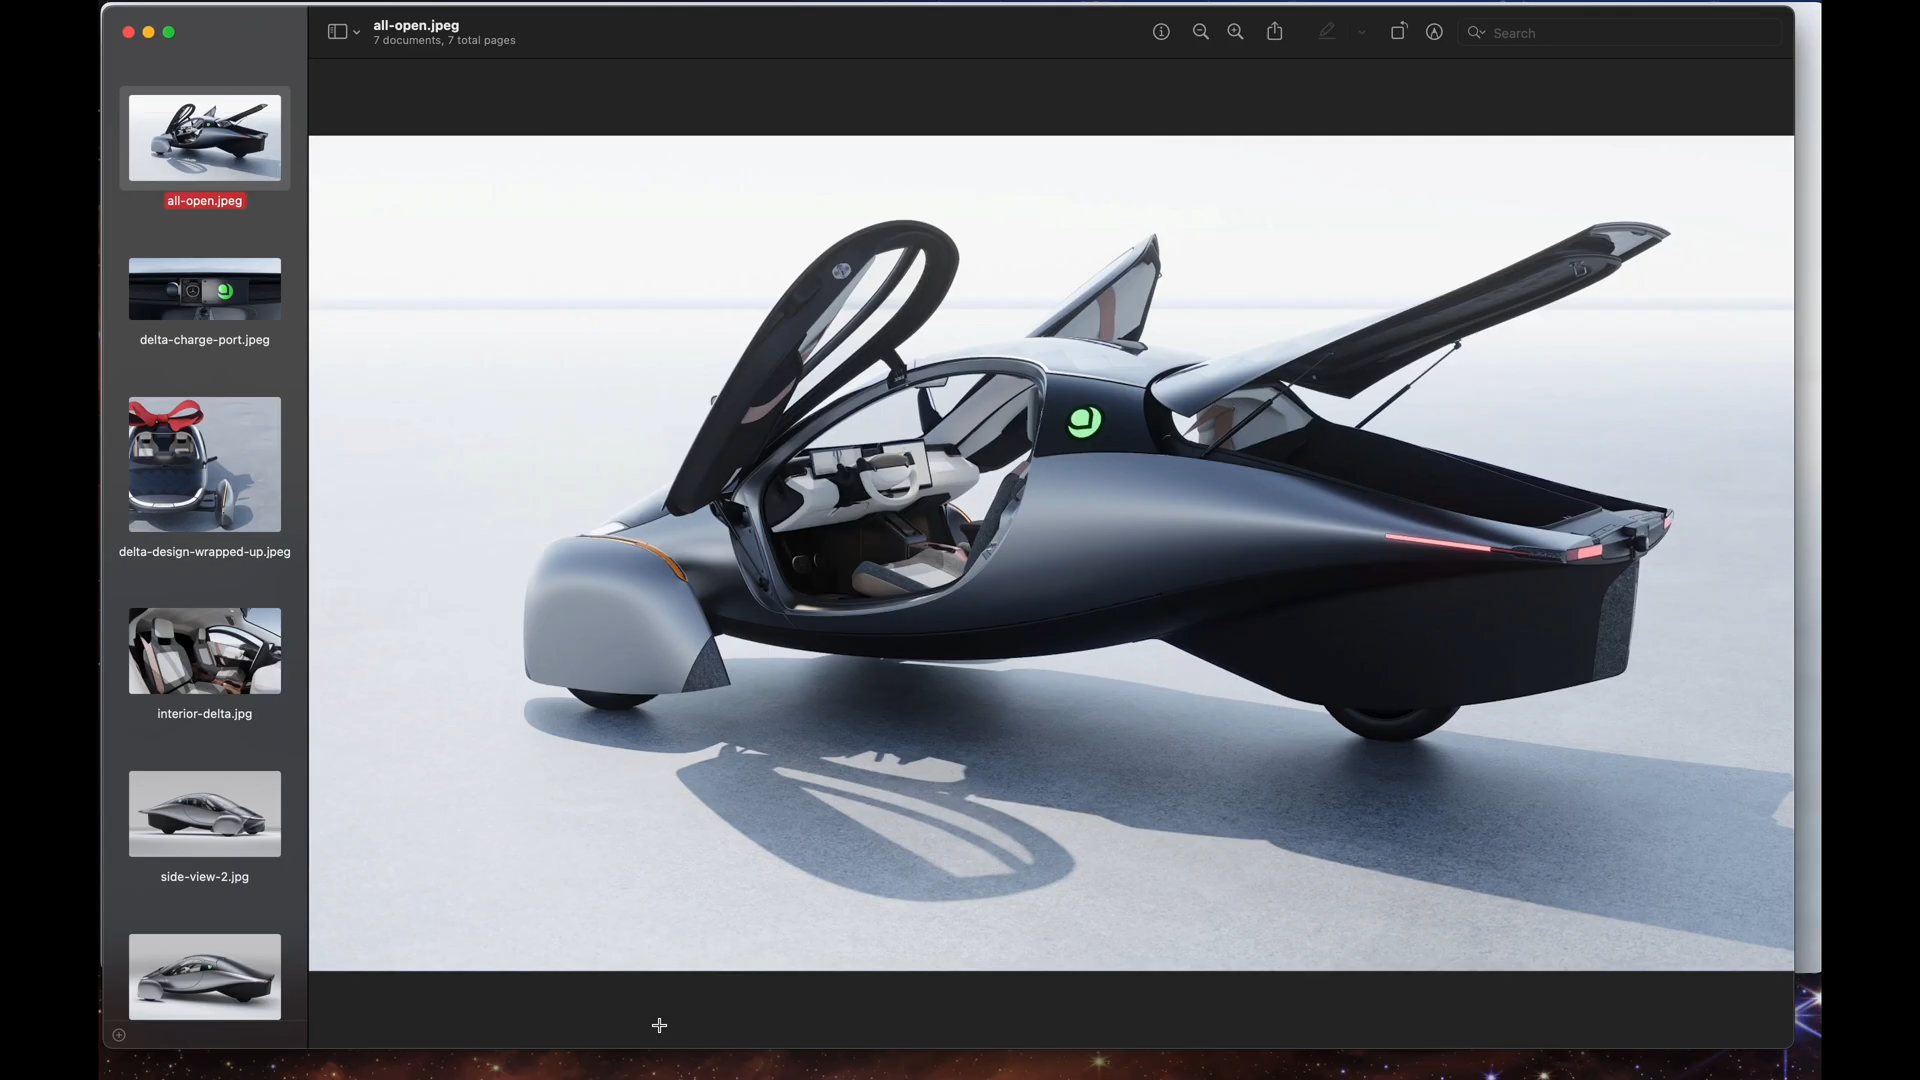 all-open.jpeg
7 documents, 7 total pages
Search
all-open.jpeg
delta-charge-port.jpeg
delta-design-wrapped-up.jpeg
interior-delta.jpg
side-view-2.jpg